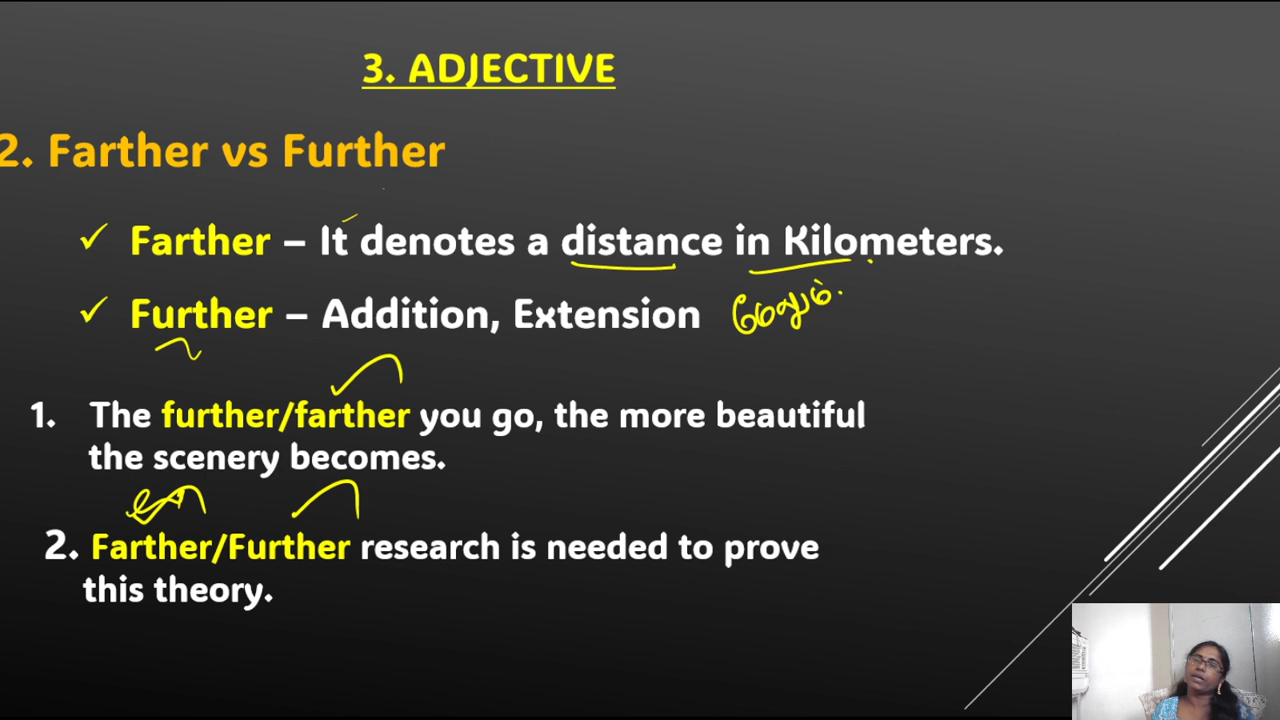 3. ADJECTIVE
2. Farther vs Further
✓ Farther – It denotes a distance in Kilometers.
✓ Further – Addition, Extension மேலும்.
1. The further/farther you go, the more beautiful
the scenery becomes.
2. Farther/Further research is needed to prove
this theory.